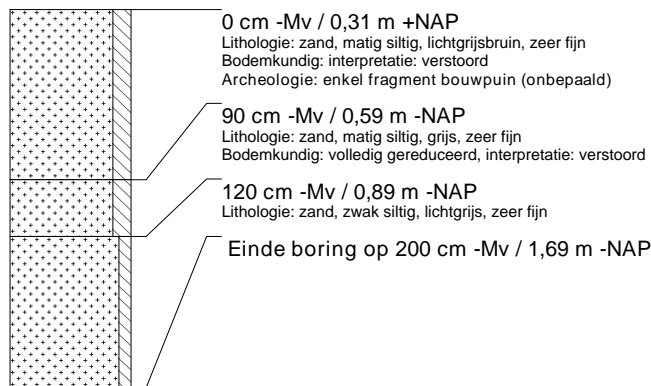 0 cm -Mv / 0,31 m +NAP
Lithologie: zand, matig siltig, lichtgrijsbruin, zeer fijn
Bodemkundig: interpretatie: verstoord
Archeologie: enkel fragment bouwpuin (onbepaald)
90 cm -Mv / 0,59 m -NAP
Lithologie: zand, matig siltig, grijs, zeer fijn
Bodemkundig: volledig gereduceerd, interpretatie: verstoord
120 cm -Mv / 0,89 m -NAP
Lithologie: zand, zwak siltig, lichtgrijs, zeer fijn
Einde boring op 200 cm -Mv / 1,69 m -NAP